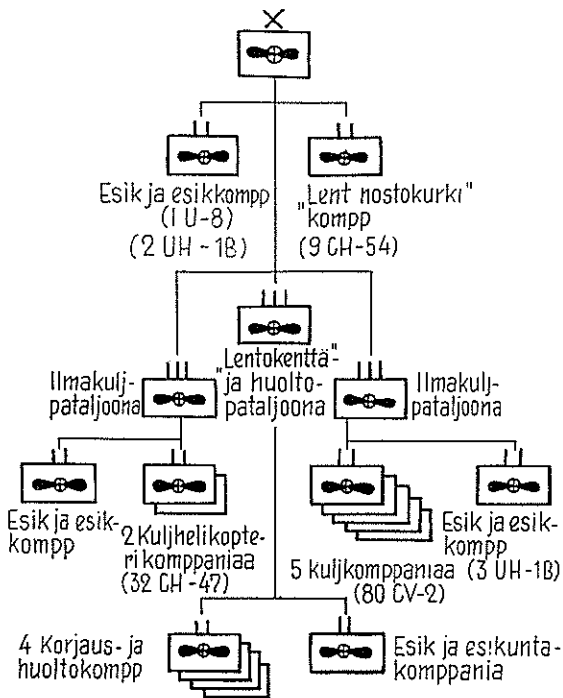 Esik ja esikkompp
(1 U-8)
(2 UH-1B)
"Lent nostokurki"
kompp
(9 CH-54)
Ilmakulj-
pataljoona
"Lentokenttä-
ja huolto-
pataljoona
Ilmakulj-
pataljoona
Esik ja esik-
kompp
2 Kuljhelikopte-
ri komppaniaa
(32 CH-47)
5 kuljkomppaniaa
(80 CV-2)
Esik ja esik-
kompp
(3 UH-1B)
4 Korjaus- ja
huoltokompp
Esik ja esikunta-
komppania